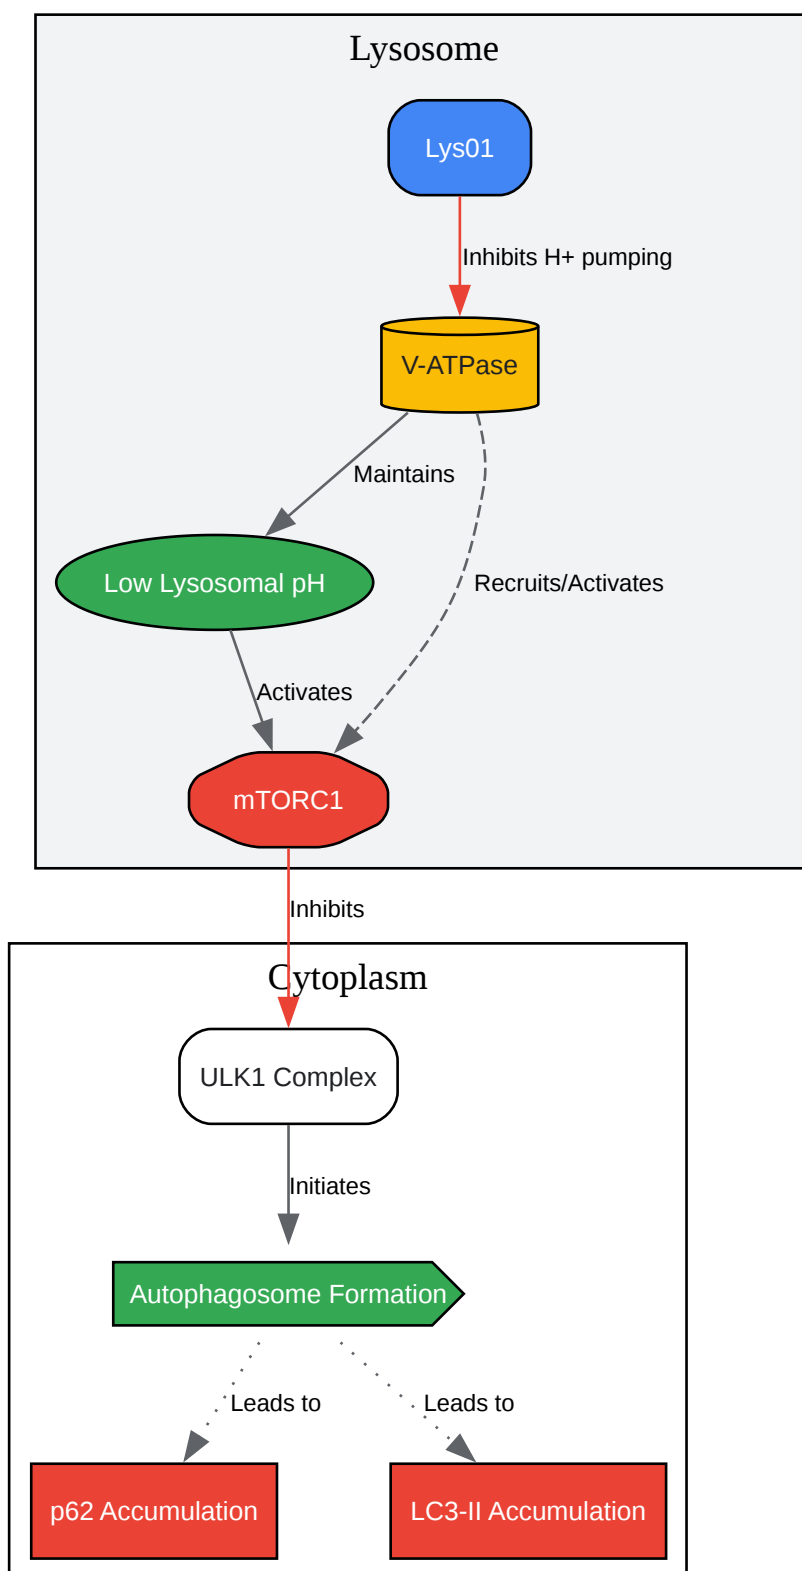 Lysosome
Lys01
Inhibits H+ pumping
V-ATPase
Maintains
Low Lysosomal pH
Recruits/Activates
Activates
mTORC1
Inhibits
Cytoplasm
ULK1 Complex
Initiates
Autophagosome Formation
Leads to
Leads to
p62 Accumulation
LC3-II Accumulation